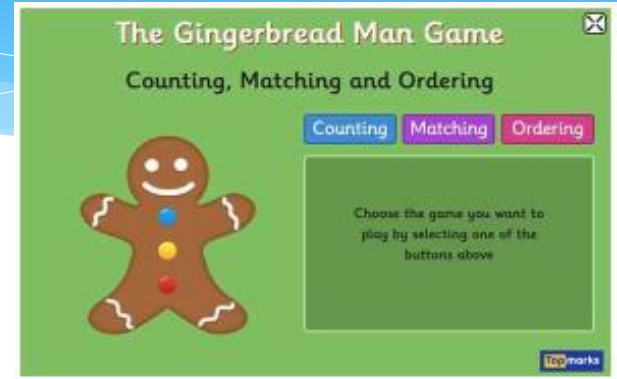 The Gingerbread Man Game
Counting, Matching and Ordering
Counting Matching Ordering
Choose the game you want to
play by selecting one of the
buttons above
Topmarks